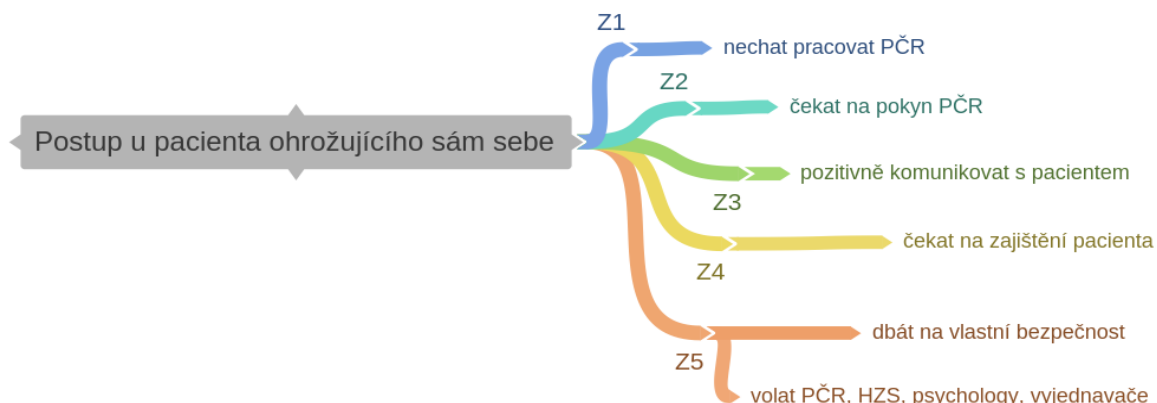 Postup u pacienta ohrožujícího sám sebe
Z1
nechat pracovat PČR
Z2
čekat na pokyn PČR
Z3
pozitivně komunikovat s pacientem
Z4
čekat na zajištění pacienta
Z5
dbát na vlastní bezpečnost
volat PČR, HZS, psychology, vyjednavače